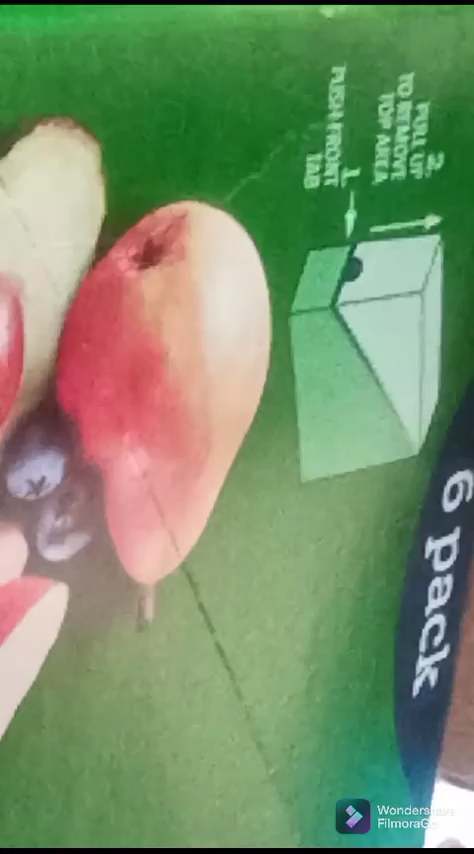 1.
PUSH FRONT
TAB
2.
PULL UP
TO REMOVE
TOP AREA
6 pack
Wondershare
FilmoraGo